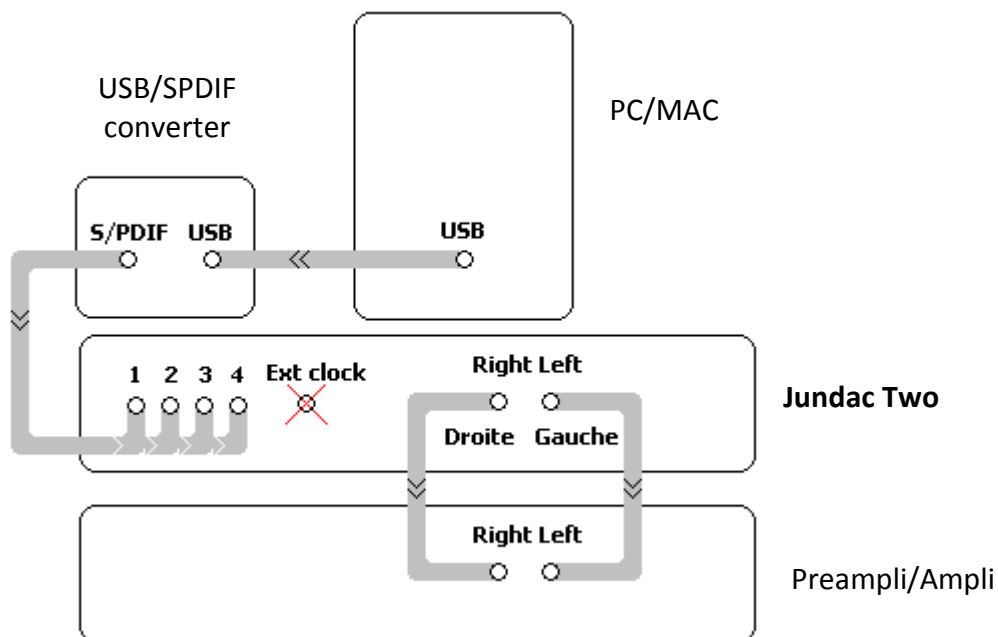 USB/SPDIF
converter
PC/MAC
S/PDIF USB
USB
1 2 3 4 Ext clock
Right Left
Jundac Two
Droite Gauche
Right Left
Preampli/Ampli